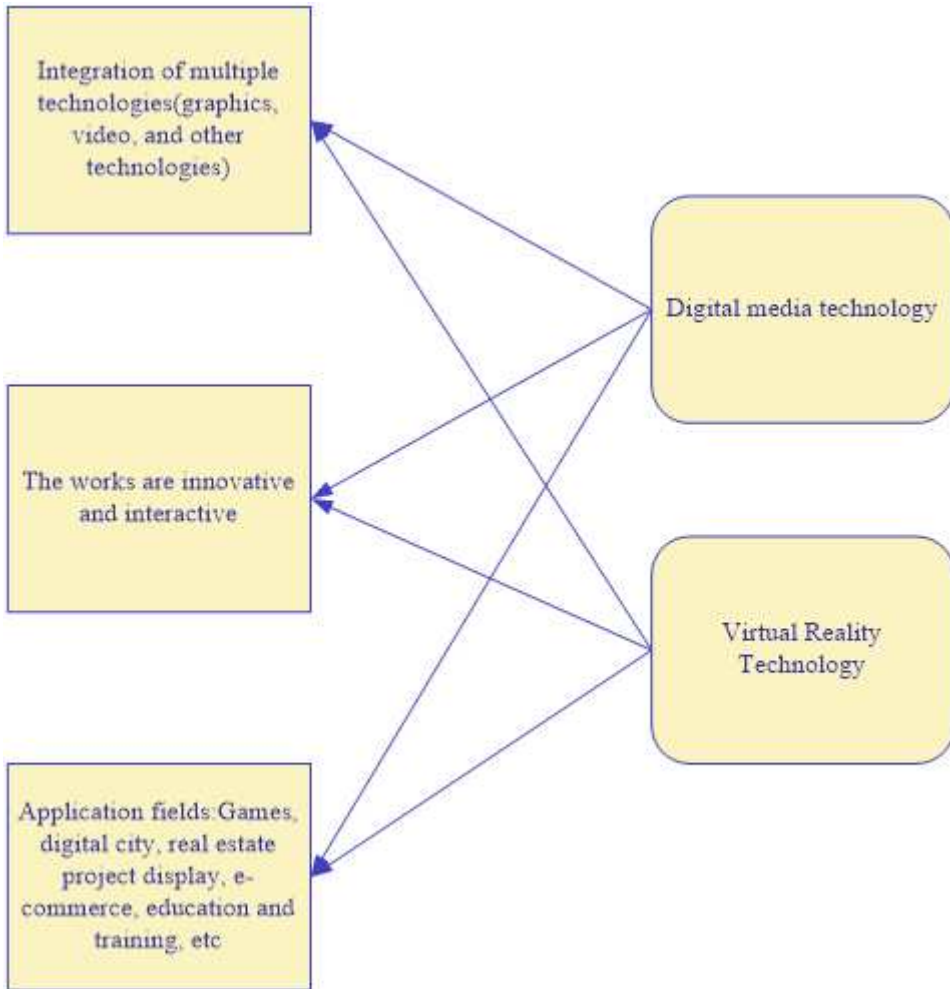 Integration of multiple
technologies(graphics,
video, and other
technologies)
Digital media technology
The works are innovative
and interactive
Virtual Reality
Technology
Application fields:Games,
digital city, real estate
project display, e-
commerce, education and
training, etc